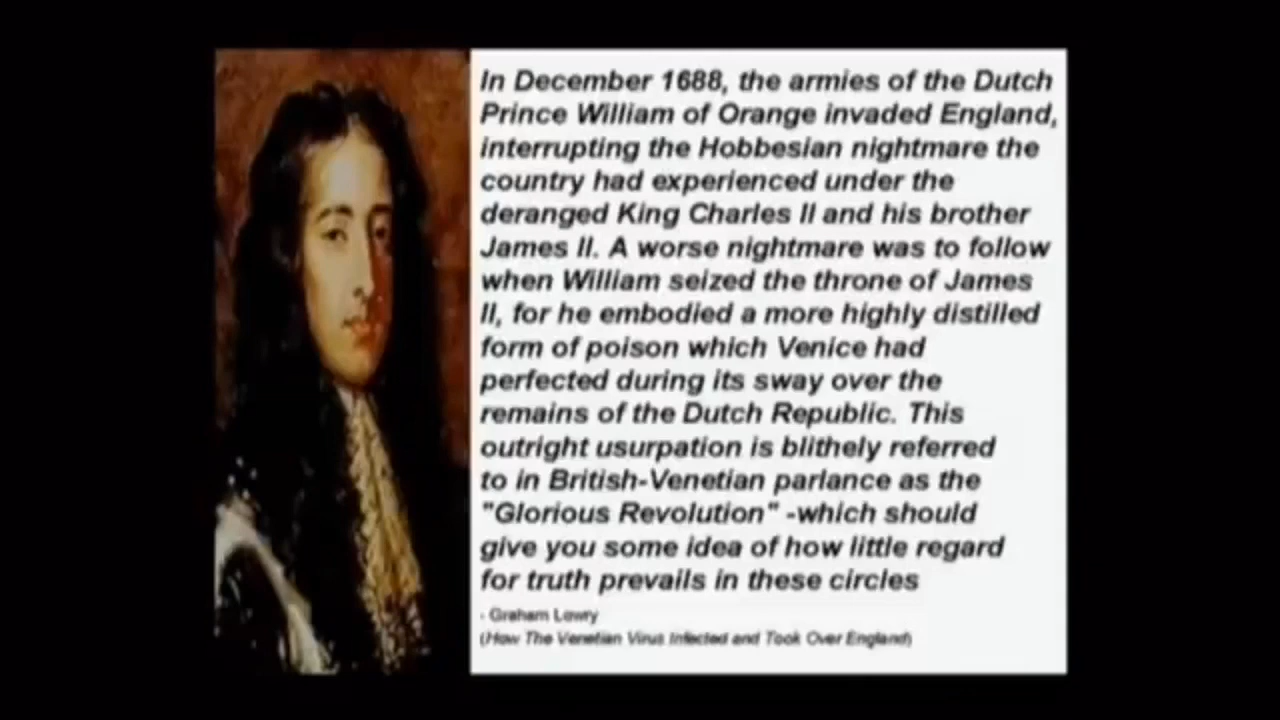 In December 1688, the armies of the Dutch
Prince William of Orange invaded England,
interrupting the Hobbesian nightmare the
country had experienced under the
deranged King Charles II and his brother
James II. A worse nightmare was to follow
when William seized the throne of James
II, for he embodied a more highly distilled
form of poison which Venice had
perfected during its sway over the
remains of the Dutch Republic. This
outright usurpation is blithely referred
to in British-Venetian parlance as the
"Glorious Revolution" -which should
give you some idea of how little regard
for truth prevails in these circles
- Graham Lowry
(How The Venetian Virus Infected and Took Over England)